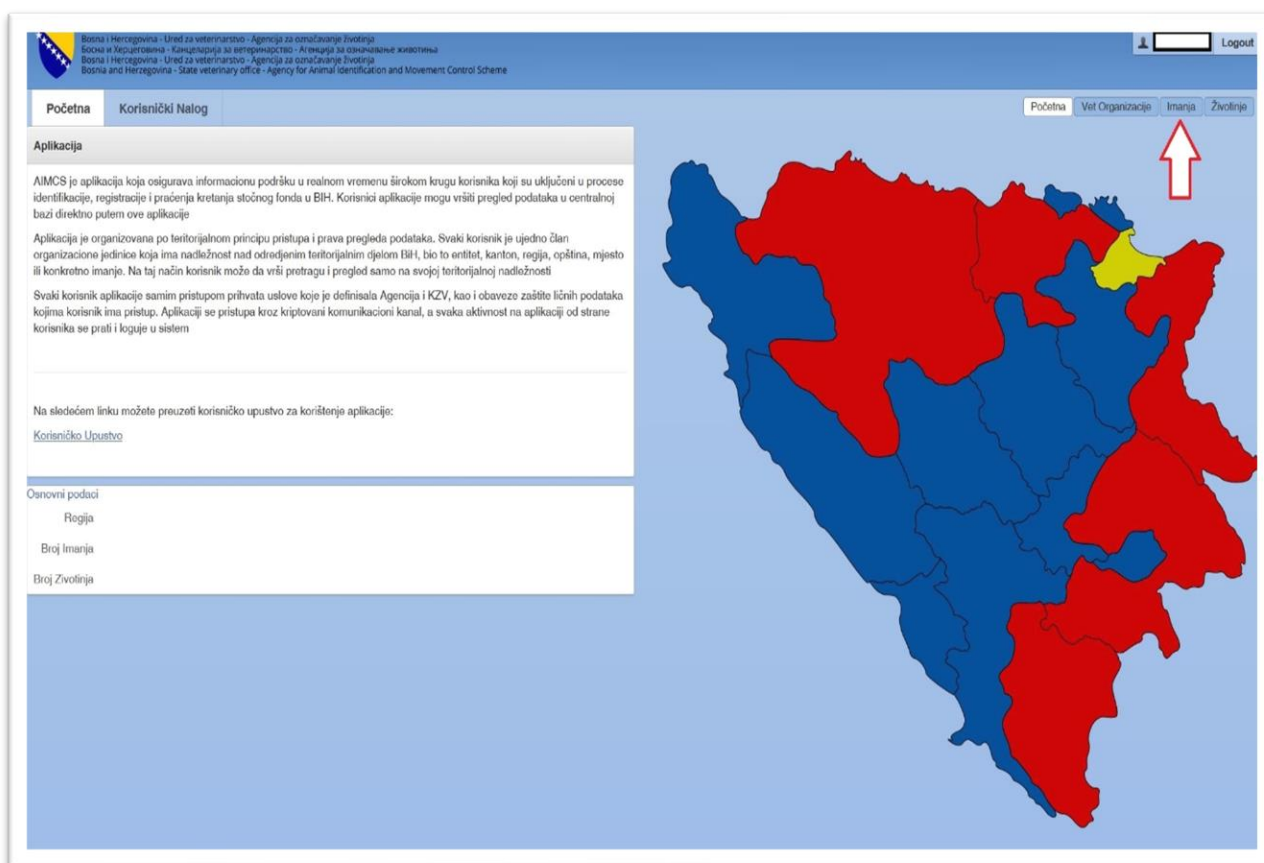 Bosna i Hercegovina - Ured za veterinarstvo - Agencija za označavanje životinja
Босна и Херцеговина - Канцеларија за ветеринарство - Агенција за означавање животиња
Bosna i Hercegovina - Ured za veterinarstvo - Agencija za označavanje životinja
Bosnia and Herzegovina - State veterinary office - Agency for Animal Identification and Movement Control Scheme
Logout
Početna Korisnički Nalog
Početna Vet Organizacije Imanja Životinje
Aplikacija
AIMCS je aplikacija koja osigurava informacionu podršku u realnom vremenu širokom krugu korisnika koji su uključeni u procese
identifikacije, registracije i praćenja kretanja stočnog fonda u BIH. Korisnici aplikacije mogu vršiti pregled podataka u centralnoj
bazi direktno putem ove aplikacije
Aplikacija je organizovana po teritorijalnom principu pristupa i prava pregleda podataka. Svaki korisnik je ujedno član
organizacione jedinice koja ima nadležnost nad odredjenim teritorijalnim djelom BiH, bio to entitet, kanton, regija, opština, mjesto
ili konkretno imanje. Na taj način korisnik može da vrši pretragu i pregled samo na svojoj teritorijalnoj nadležnosti
Svaki korisnik aplikacije samim pristupom prihvata uslove koje je definisala Agencija i KZV, kao i obaveze zaštite ličnih podataka
kojima korisnik ima pristup. Aplikaciji se pristupa kroz kriptovani komunikacioni kanal, a svaka aktivnost na aplikaciji od strane
korisnika se prati i loguje u sistem
Na sledećem linku možete preuzeti korisničko upustvo za korištenje aplikacije:
Korisničko Upustvo
Osnovni podaci
Regija
Broj Imanja
Broj Zivotinja